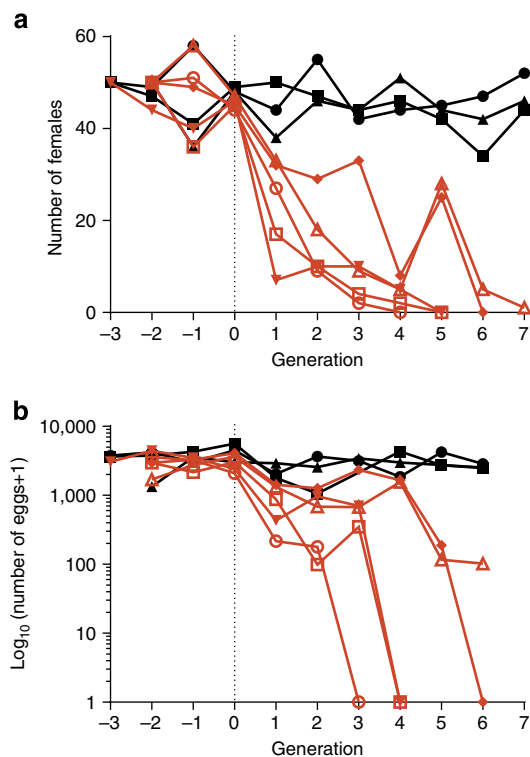 a
Number of females
60
40
20
0
–3 –2 –1 0 1 2 3 4 5 6 7
Generation
b
Log10 (number of eggs+1)
10,000
1,000
100
10
1
–3 –2 –1 0 1 2 3 4 5 6 7
Generation